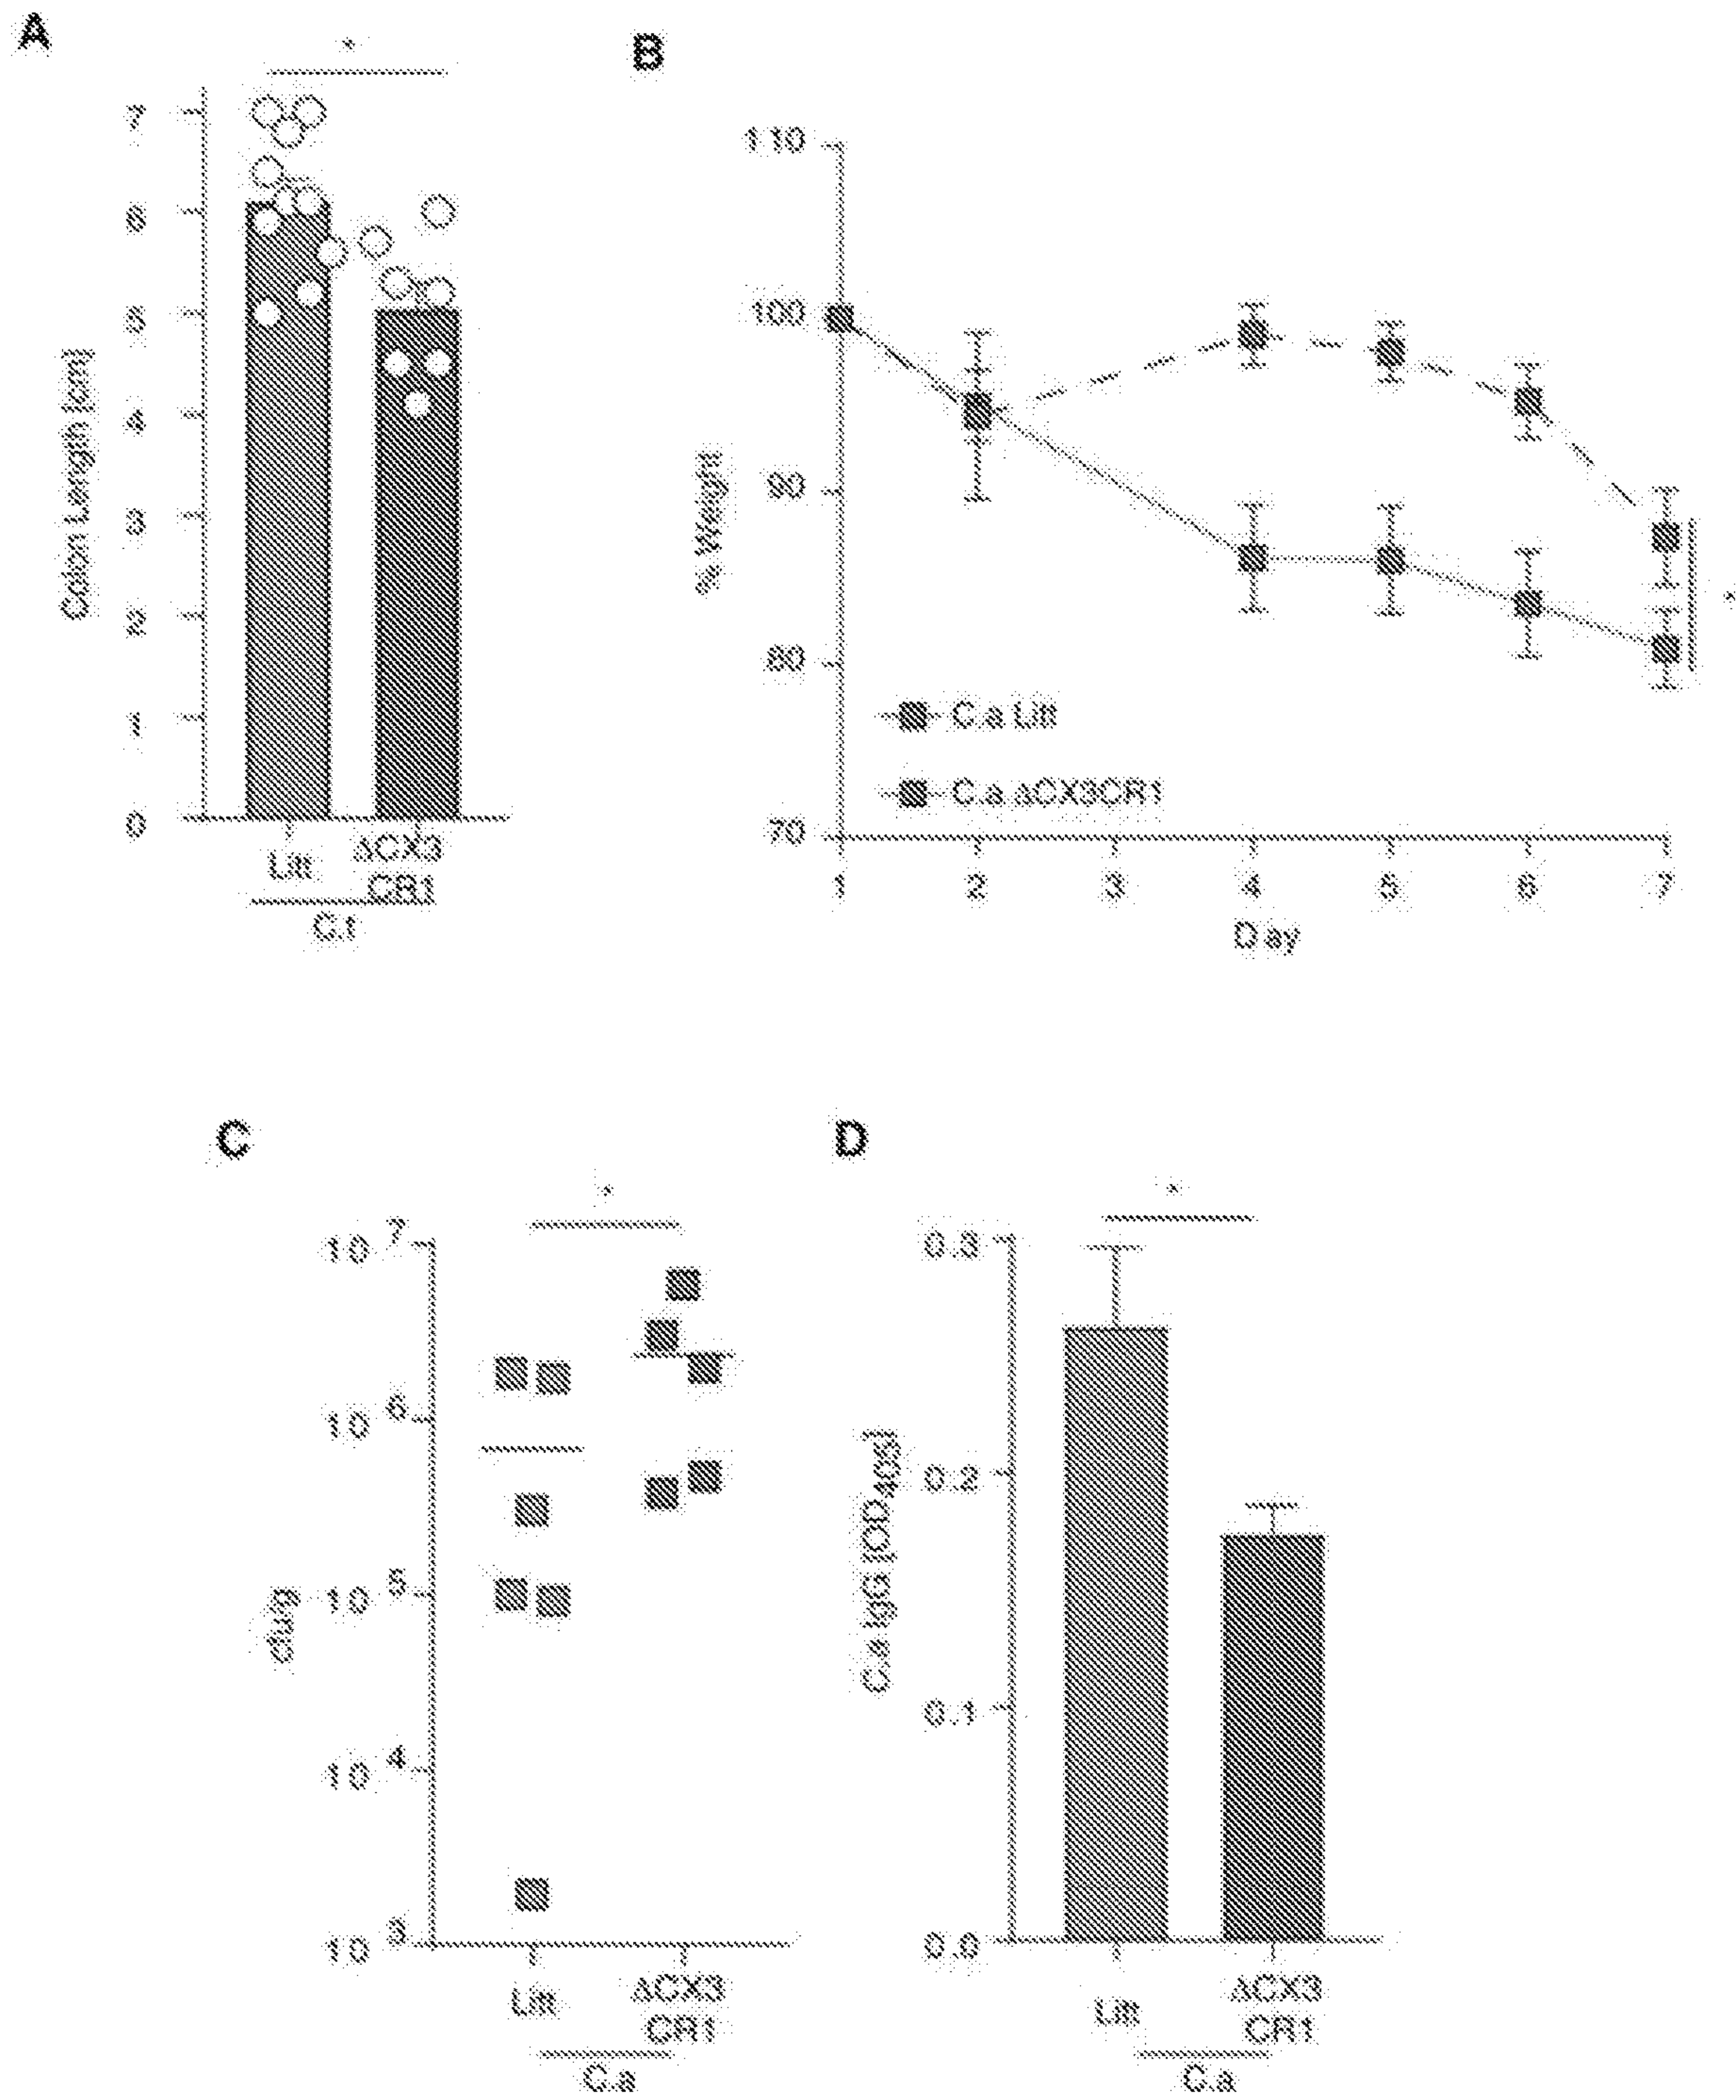 A
*
7
6
5
4
3
2
1
0
Colon Length [cm]
Litt
ΔCX3
CR1
C.t
B
110
100
90
80
70
% Weight
C.a Litt
C.a ΔCX3CR1
*
1 2 3 4 5 6 7
Day
C
*
10 7
10 6
10 5
10 4
10 3
cfu/g
Litt
ΔCX3
CR1
C.a
D
*
0.3
0.2
0.1
0.0
C.a IgG [OD405]
Litt
ΔCX3
CR1
C.a